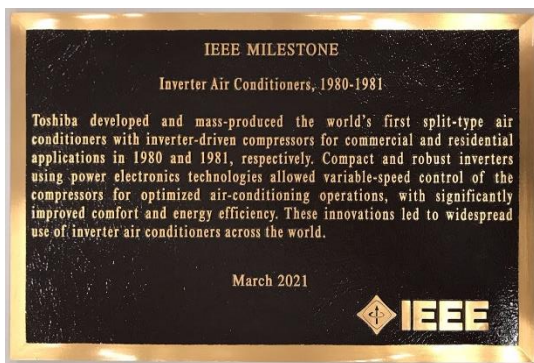 IEEE MILESTONE
Inverter Air Conditioners, 1980-1981
Toshiba developed and mass-produced the world's first split-type air
conditioners with inverter-driven compressors for commercial and residential
applications in 1980 and 1981, respectively. Compact and robust inverters
using power electronics technologies allowed variable-speed control of the
compressors for optimized air-conditioning operations, with significantly
improved comfort and energy efficiency. These innovations led to widespread
use of inverter air conditioners across the world.
March 2021
IEEE